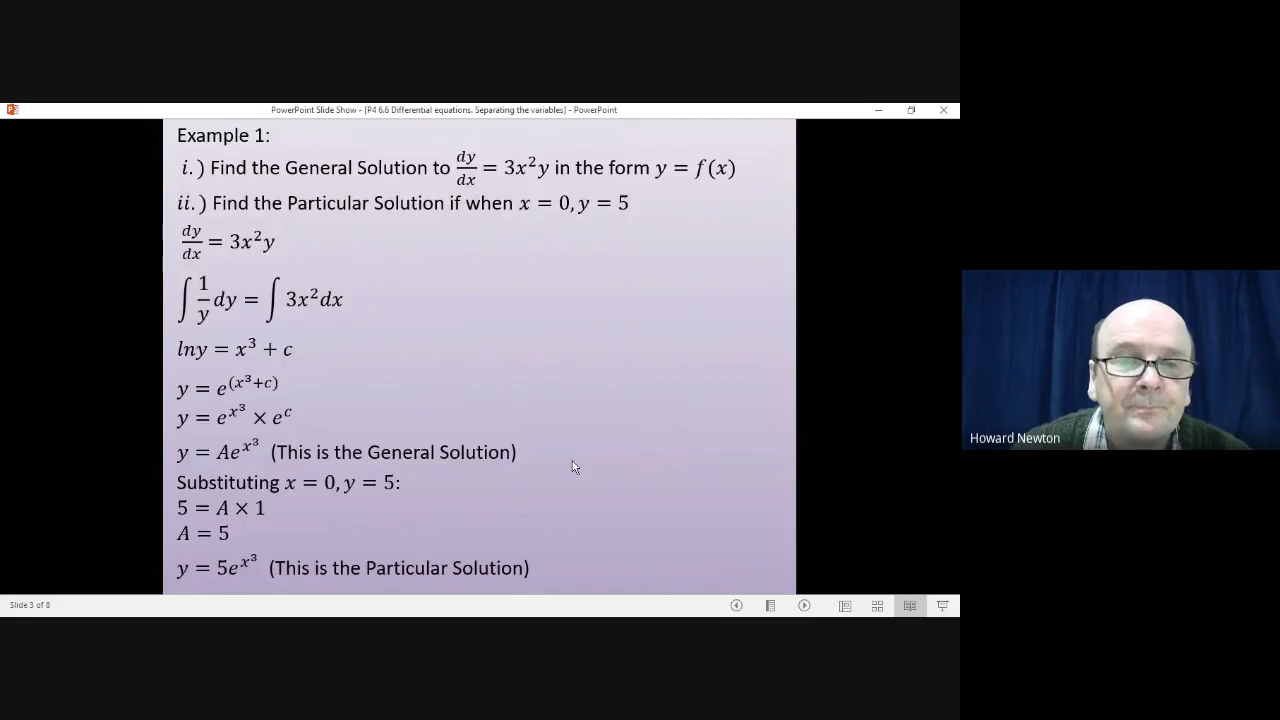 PowerPoint Slide Show - [P4 6.6 Differential equations. Separating the variables] - PowerPoint
Example 1:
i.) Find the General Solution to dy/dx = 3x²y in the form y = f(x)
ii.) Find the Particular Solution if when x = 0, y = 5
dy/dx = 3x²y
∫ 1/y dy = ∫ 3x²dx
lny = x³ + c
y = e^(x³+c)
y = e^x³ × e^c
y = Ae^x³ (This is the General Solution)
Substituting x = 0, y = 5:
5 = A × 1
A = 5
y = 5e^x³ (This is the Particular Solution)
Slide 3 of 8
Howard Newton